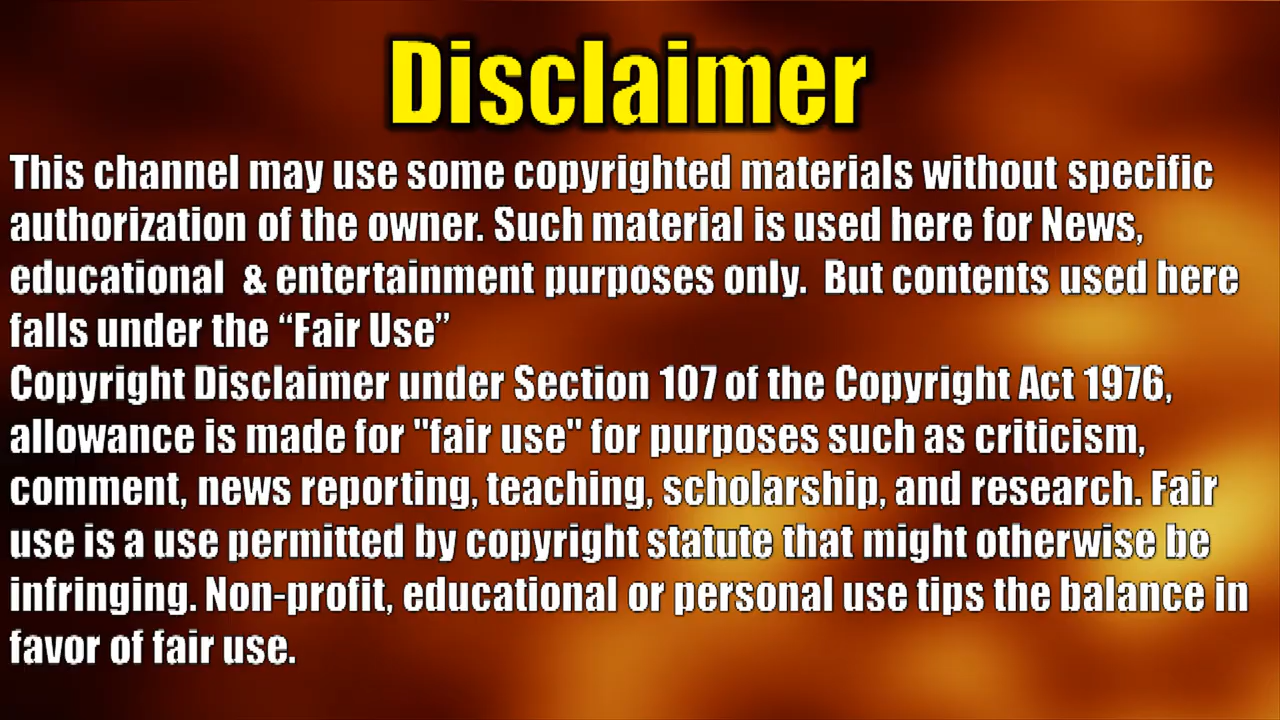 Disclaimer
This channel may use some copyrighted materials without specific
authorization of the owner. Such material is used here for News,
educational  & entertainment purposes only.  But contents used here
falls under the “Fair Use”
Copyright Disclaimer under Section 107 of the Copyright Act 1976,
allowance is made for "fair use" for purposes such as criticism,
comment, news reporting, teaching, scholarship, and research. Fair
use is a use permitted by copyright statute that might otherwise be
infringing. Non-profit, educational or personal use tips the balance in
favor of fair use.